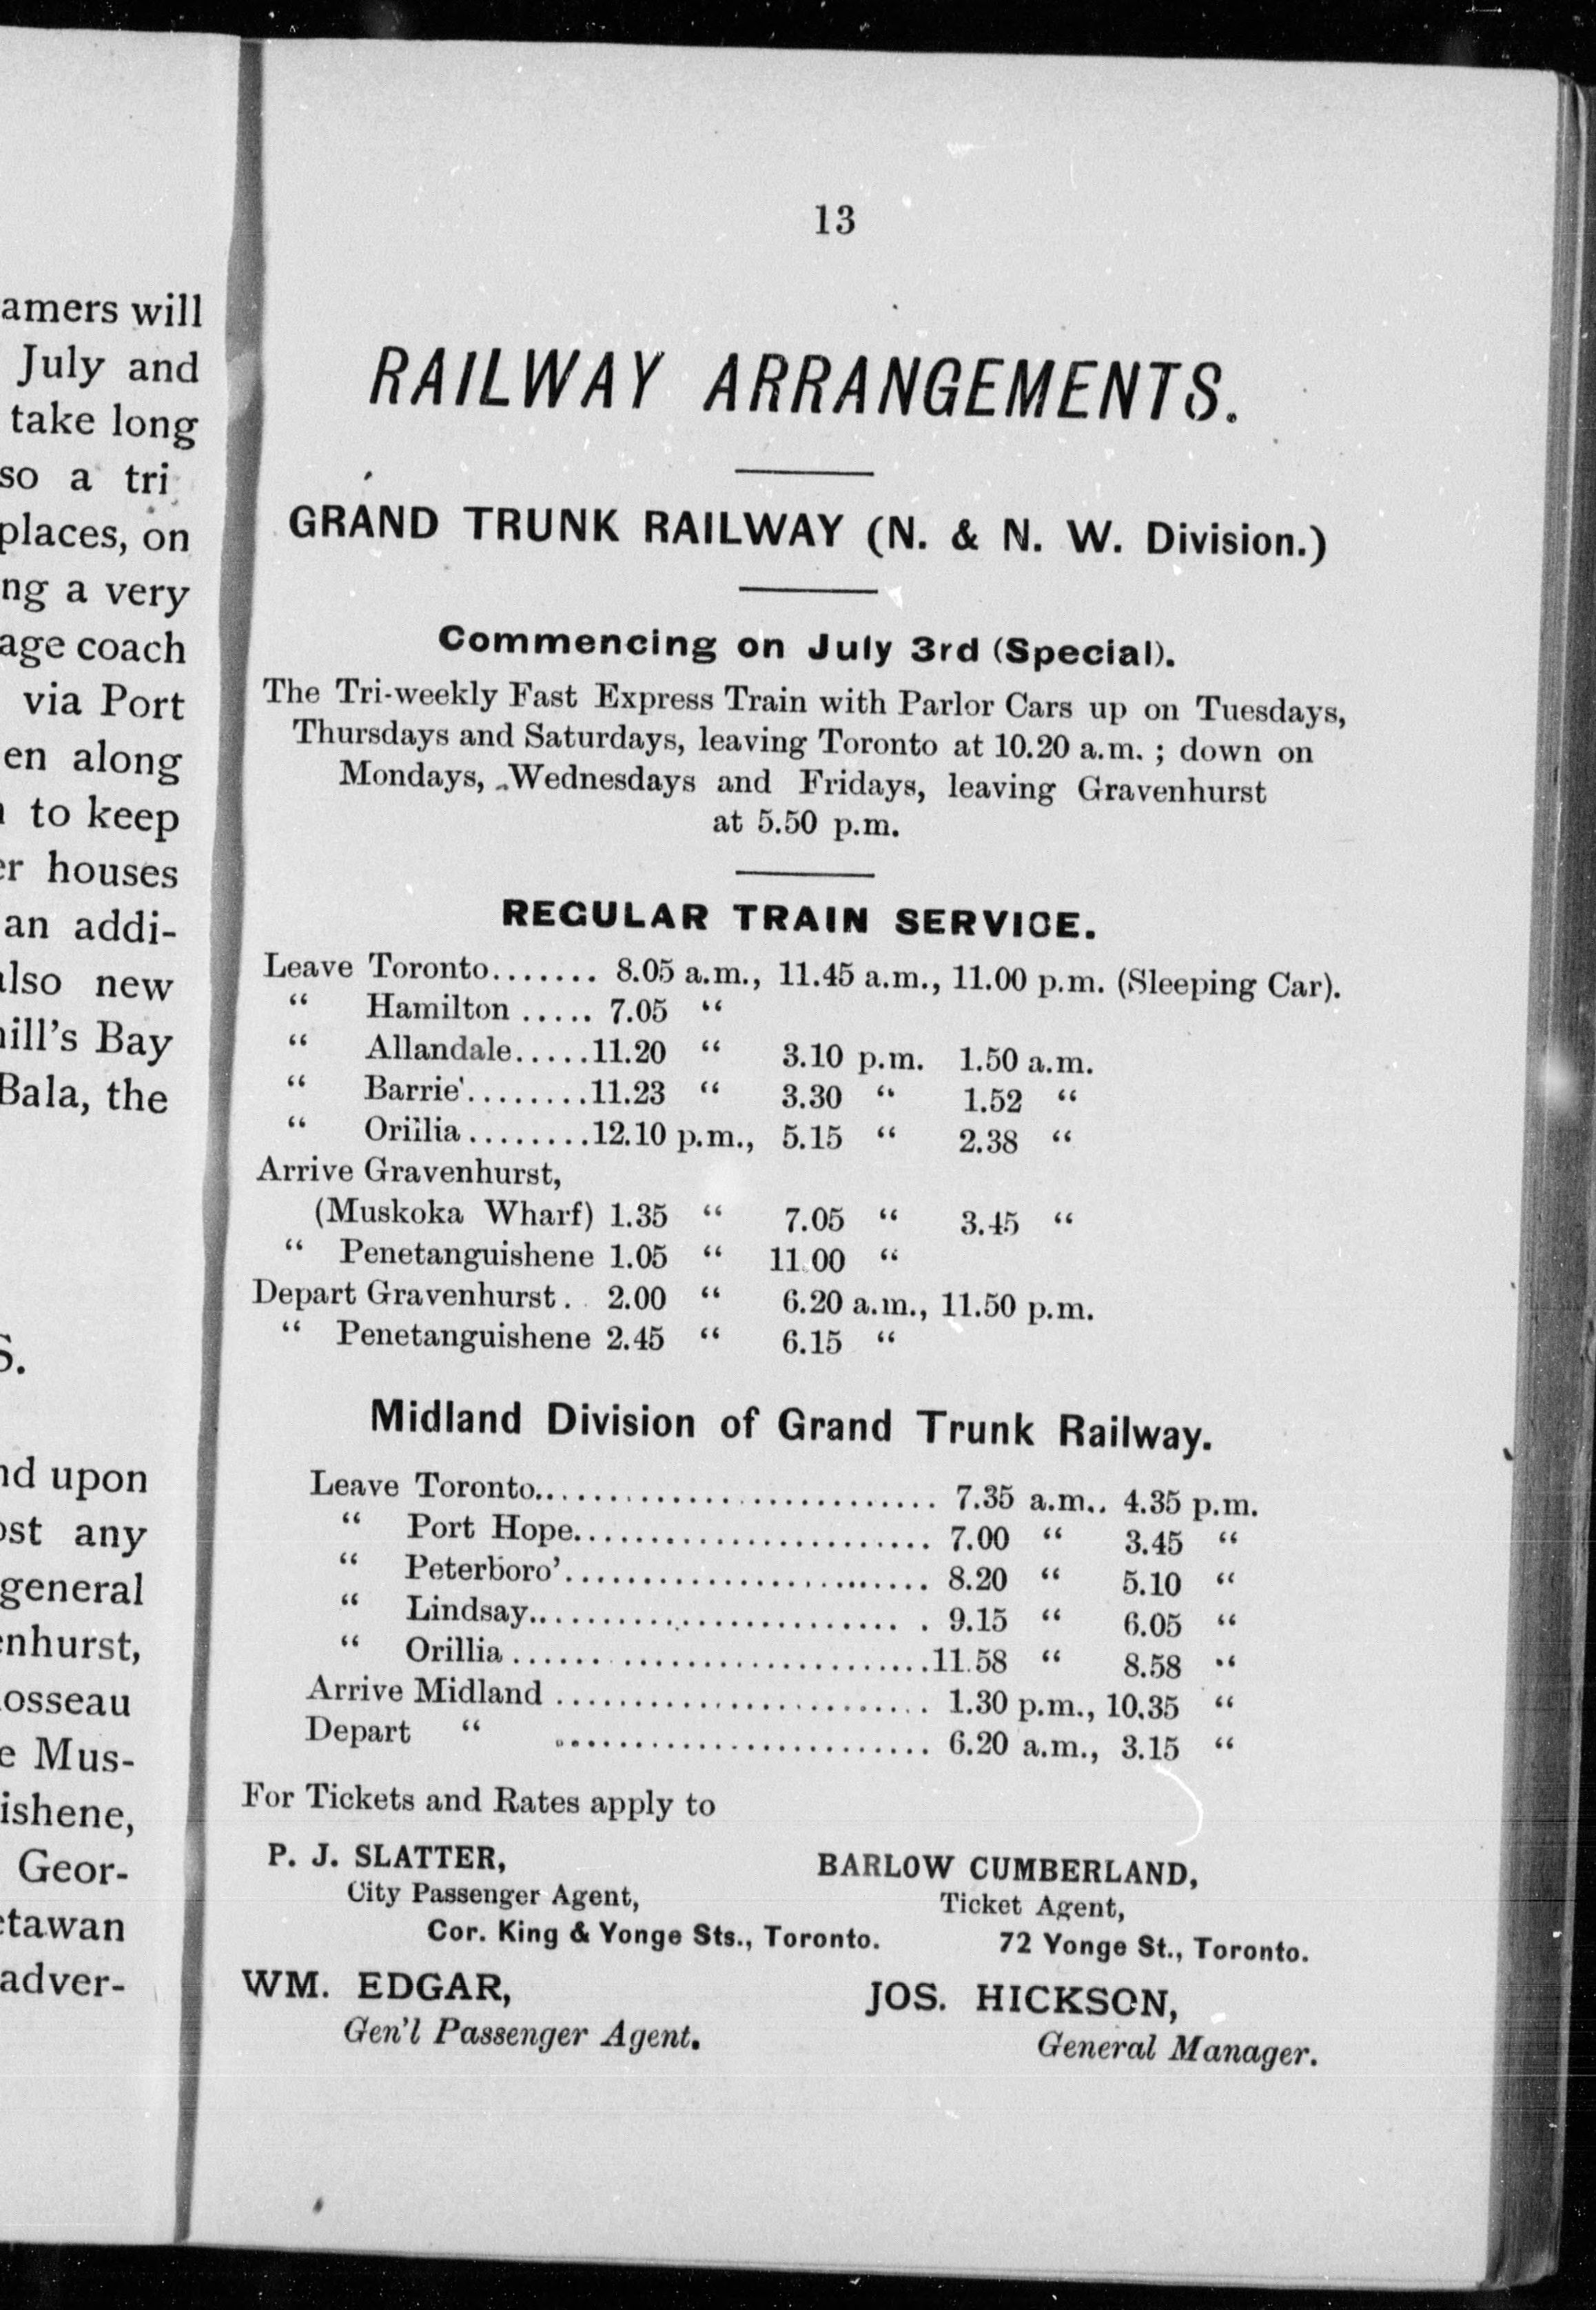 amers will
July and
take long
so a tri
places, on
ng a very
age coach
via Port
en along
to keep
er houses
an addi-
also new
hill's Bay
Bala, the
S.
nd upon
ost any
general
enhurst,
osseau
e Mus-
ishene,
Geor-
etawan
adver-
13
RAILWAY ARRANGEMENTS.
GRAND TRUNK RAILWAY (N. & N. W. Division.)
Commencing on July 3rd (Special).
The Tri-weekly Fast Express Train with Parlor Cars up on Tuesdays,
Thursdays and Saturdays, leaving Toronto at 10.20 a.m. ; down on
Mondays, Wednesdays and Fridays, leaving Gravenhurst
at 5.50 p.m.
REGULAR TRAIN SERVICE.
Leave Toronto....... 8.05 a.m., 11.45 a.m., 11.00 p.m. (Sleeping Car).
“ Hamilton ..... 7.05 “
“ Allandale.....11.20 “ 3.10 p.m. 1.50 a.m.
“ Barrie'........11.23 “ 3.30 “ 1.52 “
“ Orillia........12.10 p.m., 5.15 “ 2.38 “
Arrive Gravenhurst,
(Muskoka Wharf) 1.35 “ 7.05 “ 3.45 “
“ Penetanguishene 1.05 “ 11.00 “
Depart Gravenhurst. . 2.00 “ 6.20 a.m., 11.50 p.m.
“ Penetanguishene 2.45 “ 6.15 “
Midland Division of Grand Trunk Railway.
Leave Toronto............................ 7.35 a.m.. 4.35 p.m.
“ Port Hope........................ 7.00 “ 3.45 “
“ Peterboro'........................ 8.20 “ 5.10 “
“ Lindsay........................... 9.15 “ 6.05 “
“ Orillia............................11.58 “ 8.58 “
Arrive Midland ........................ 1.30 p.m., 10.35 “
Depart “ ........................ 6.20 a.m., 3.15 “
For Tickets and Rates apply to
P. J. SLATTER,
City Passenger Agent,
Cor. King & Yonge Sts., Toronto.
BARLOW CUMBERLAND,
Ticket Agent,
72 Yonge St., Toronto.
WM. EDGAR,
Gen'l Passenger Agent.
JOS. HICKSON,
General Manager.